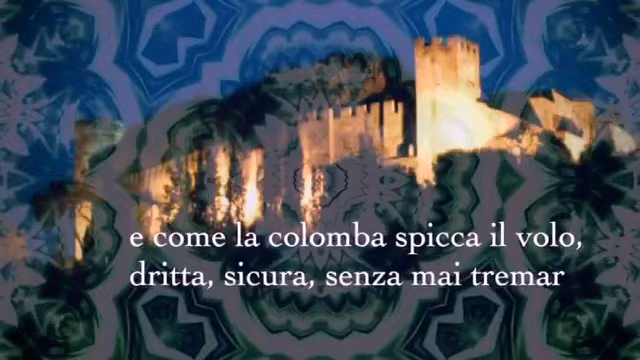 e come la colomba spicca il volo,
dritta, sicura, senza mai tremar